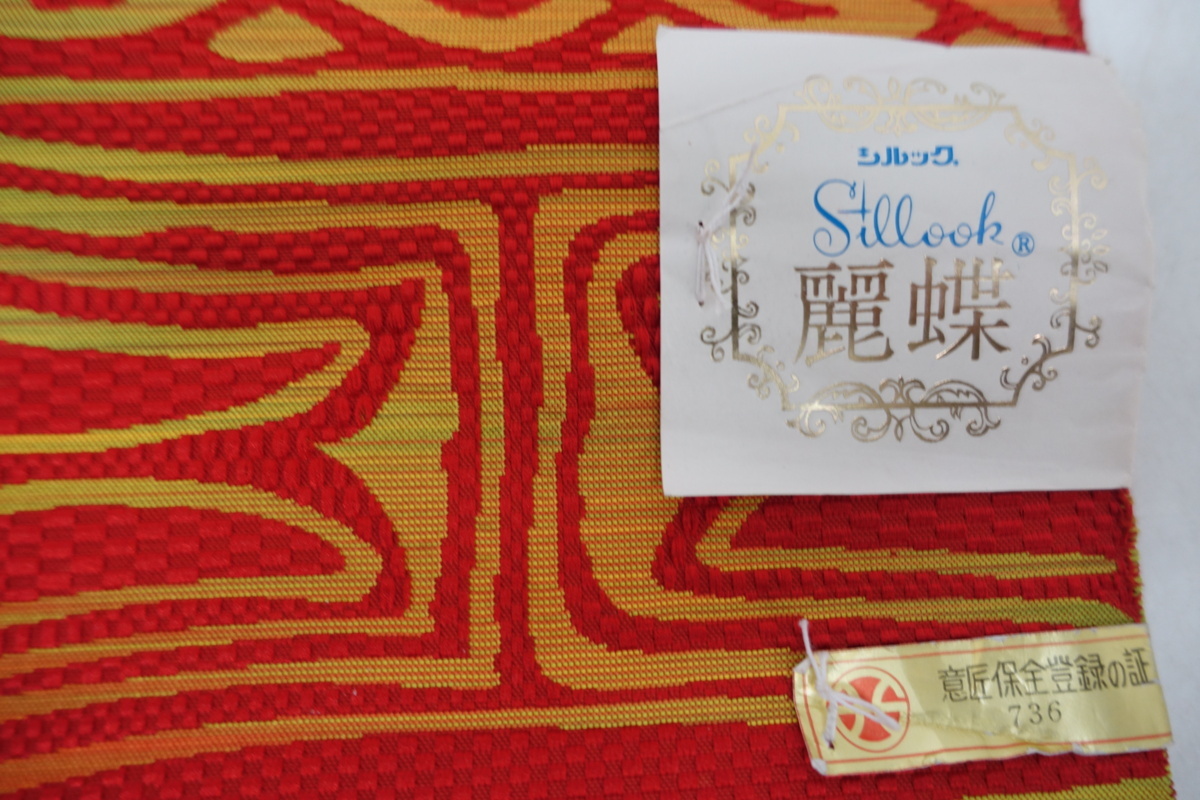 シルック
Sillook®
麗蝶
意匠保全登録の証
736